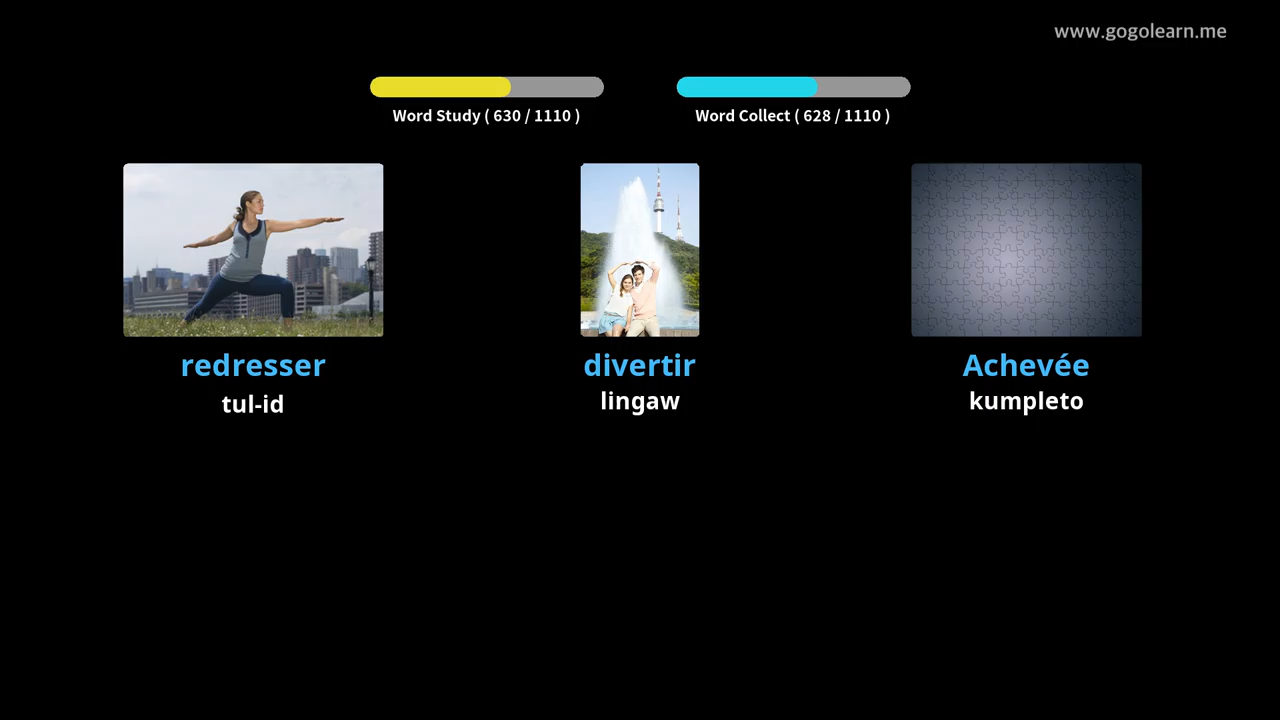 www.gogolearn.me
Word Study ( 630 / 1110 )
Word Collect ( 628 / 1110 )
redresser
tul-id
divertir
lingaw
Achevée
kumpleto